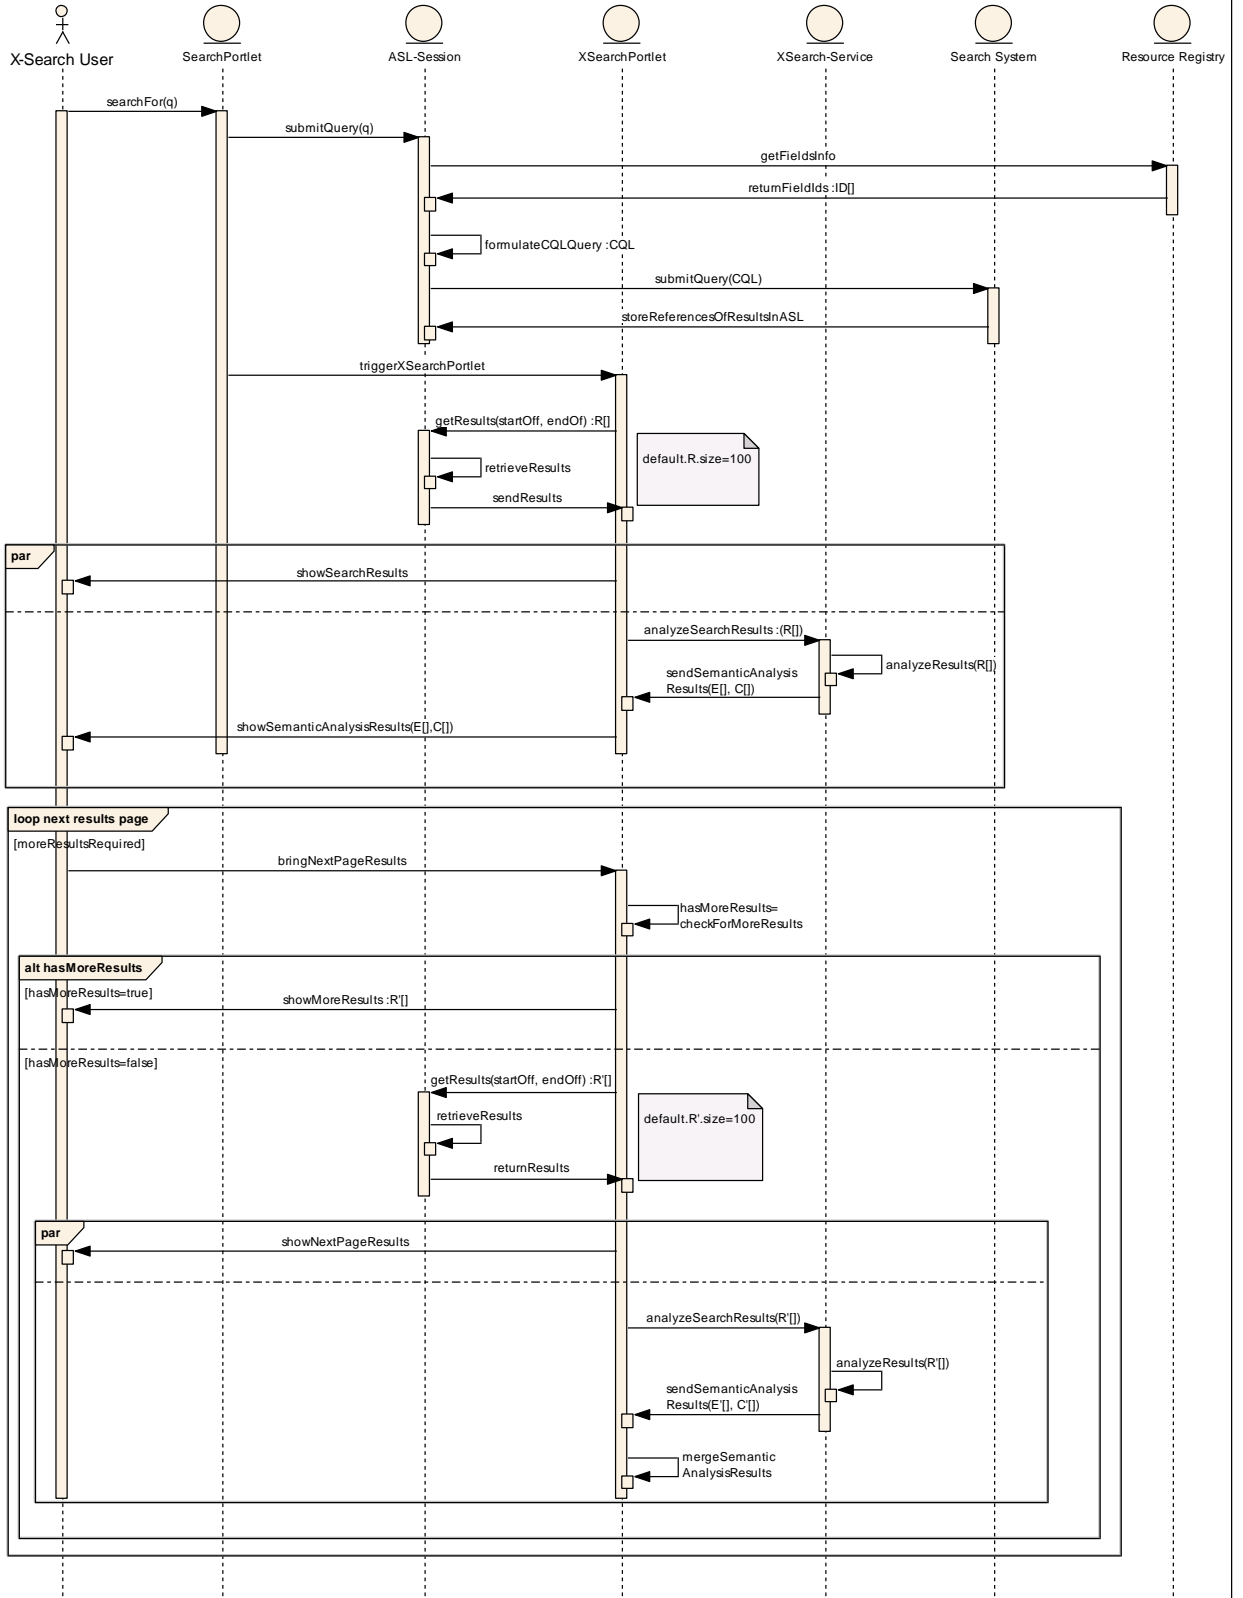 X-Search User
SearchPortlet
ASL-Session
XSearchPortlet
XSearch-Service
Search System
Resource Registry
searchFor(q)
submitQuery(q)
getFieldsInfo
returnFieldIds :ID[]
formulateCQLQuery :CQL
submitQuery(CQL)
storeReferencesOfResultsInASL
triggerXSearchPortlet
getResults(startOff, endOf) :R[]
default.R.size=100
retrieveResults
sendResults
par
showSearchResults
analyzeSearchResults :(R[])
analyzeResults(R[])
sendSemanticAnalysis
Results(E[], C[])
showSemanticAnalysisResults(E[],C[])
loop next results page
[moreResultsRequired]
bringNextPageResults
hasMoreResults=
checkForMoreResults
alt hasMoreResults
[hasMoreResults=true]
showMoreResults :R'[]
[hasMoreResults=false]
getResults(startOff, endOff) :R'[]
retrieveResults
default.R'.size=100
returnResults
par
showNextPageResults
analyzeSearchResults(R'[])
analyzeResults(R'[])
sendSemanticAnalysis
Results(E'[], C'[])
mergeSemantic
AnalysisResults